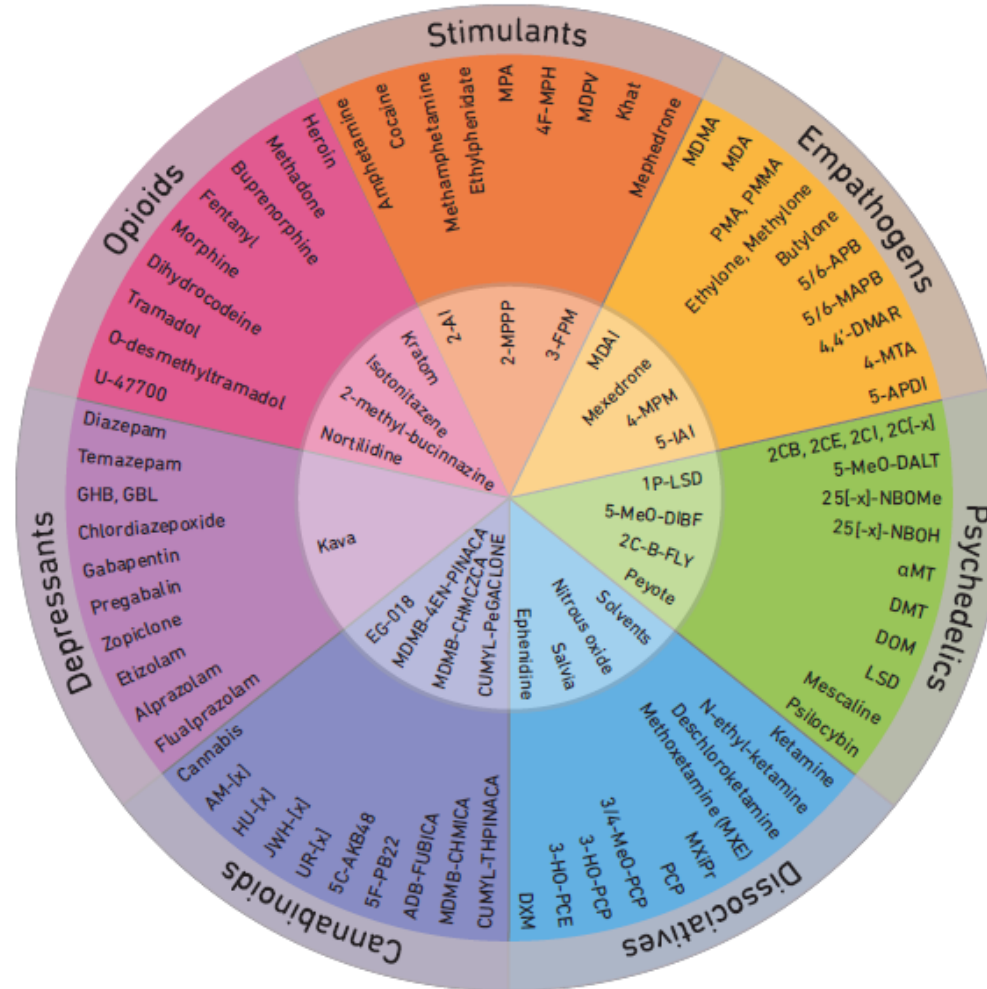 Stimulants
Amphetamine
Cocaine
Methamphetamine
Ethylphenidate
MPA
4F-MPH
MDPV
Khat
Mephedrone
2-AI
2-MPPP
3-FPM
Empathogens
MDMA
MDA
PMA, PMMA
Ethylone, Methylone
Butylone
5/6-APB
5/6-MAPB
4,4'-DMAR
4-MTA
5-APDI
MDAI
Mexedrone
4-MPM
5-IAI
Psychedelics
2CB, 2CE, 2CI, 2C[-x]
5-MeO-DALT
25[-x]-NBOMe
25[-x]-NBOH
αMT
DMT
DOM
LSD
Mescaline
Psilocybin
1P-LSD
5-MeO-DIBF
2C-B-FLY
Peyote
Dissociatives
Ketamine
N-ethyl-ketamine
Deschloroketamine
Methoxetamine (MXE)
MXiPr
PCP
3/4-MeO-PCP
3-HO-PCP
3-HO-PCE
DXM
Solvents
Nitrous oxide
Salvia
Ephenidine
Cannabinoids
CUMYL-THPINACA
MDMB-CHMICA
ADB-FUBICA
5F-PB22
5C-AKB48
UR-[x]
JWH-[x]
HU-[x]
AM-[x]
Cannabis
CUMYL-PeGACLONE
MDMB-CHMCZCA
MDMB-4EN-PINACA
EG-018
Depressants
Flualprazolam
Alprazolam
Etizolam
Zopiclone
Pregabalin
Gabapentin
Chlordiazepoxide
GHB, GBL
Temazepam
Diazepam
Kava
Opioids
U-47700
O-desmethyltramadol
Tramadol
Dihydrocodeine
Morphine
Fentanyl
Buprenorphine
Methadone
Heroin
Nortilidine
2-methyl-bucinnazine
Isotonitazene
Kratom